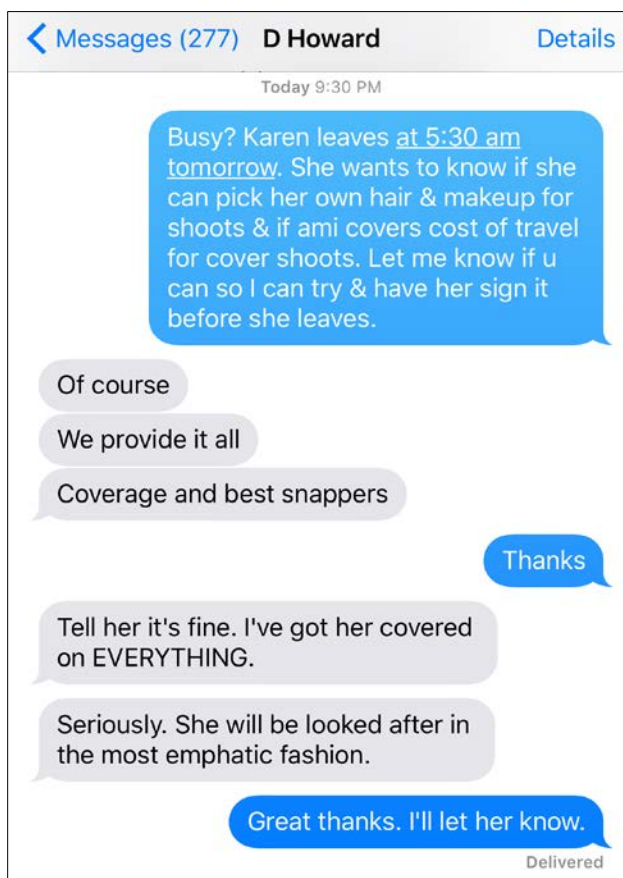 Messages (277) D Howard Details
Today 9:30 PM
Busy? Karen leaves at 5:30 am
tomorrow. She wants to know if she
can pick her own hair & makeup for
shoots & if ami covers cost of travel
for cover shoots. Let me know if u
can so I can try & have her sign it
before she leaves.
Of course
We provide it all
Coverage and best snappers
Thanks
Tell her it's fine. I've got her covered
on EVERYTHING.
Seriously. She will be looked after in
the most emphatic fashion.
Great thanks. I'll let her know.
Delivered